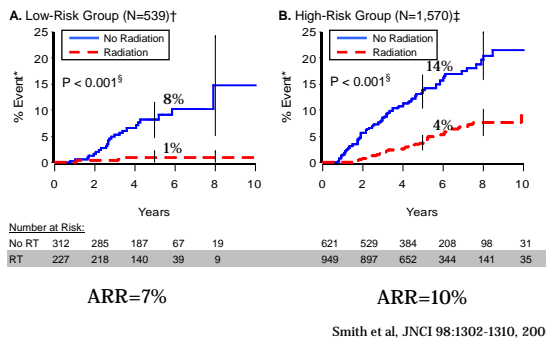 A. Low-Risk Group (N=539)†
B. High-Risk Group (N=1,570)‡
25
20
15
10
5
0
% Event*
No Radiation
Radiation
P < 0.001§
8%
1%
0 2 4 6 8 10
Years
25
20
15
10
5
0
% Event*
No Radiation
Radiation
P < 0.001§
14%
4%
0 2 4 6 8 10
Years
Number at Risk:
No RT 312 285 187 67 19 621 529 384 208 98 31
RT 227 218 140 39 9 949 897 652 344 141 35
ARR=7% ARR=10%
Smith et al, JNCI 98:1302-1310, 200